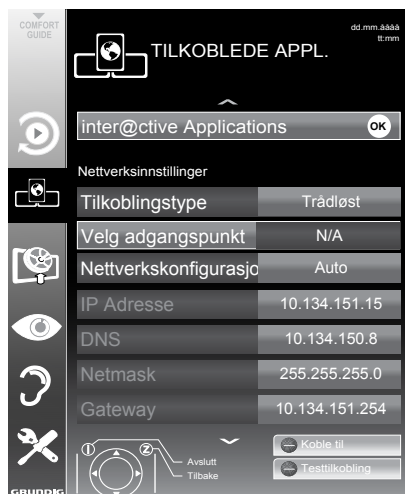 COMFORT
GUIDE
TILKOBLEDE APPL.
dd.mm.åååå
tt:mm
inter@ctive Applications OK
Nettverksinnstillinger
Tilkoblingstype Trådløst
Velg adgangspunkt N/A
Nettverkskonfigurasjo Auto
IP Adresse 10.134.151.15
DNS 10.134.150.8
Netmask 255.255.255.0
Gateway 10.134.151.254
1 2
Avslutt
Tilbake
Koble til
Testtilkobling
GRUNDIG